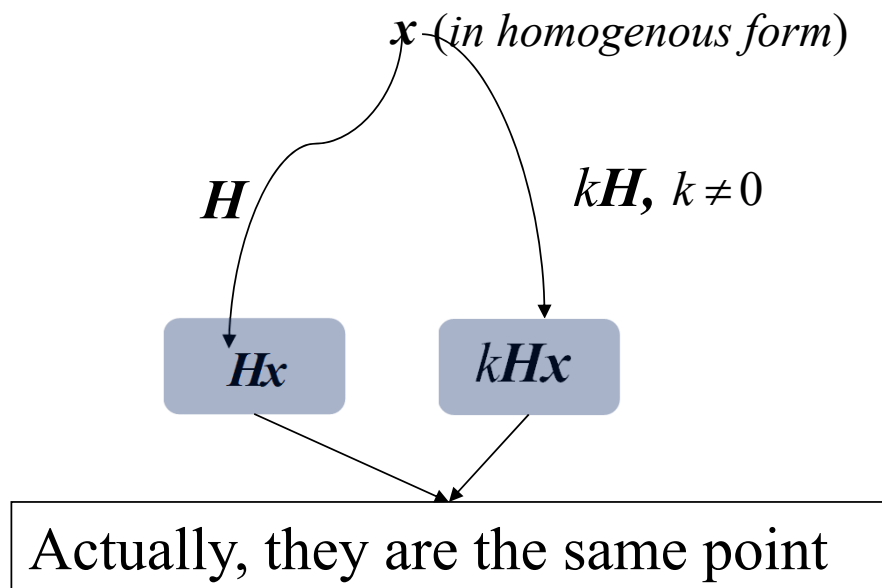 x (in homogenous form)
H
kH, k ≠ 0
Hx
kHx
Actually, they are the same point